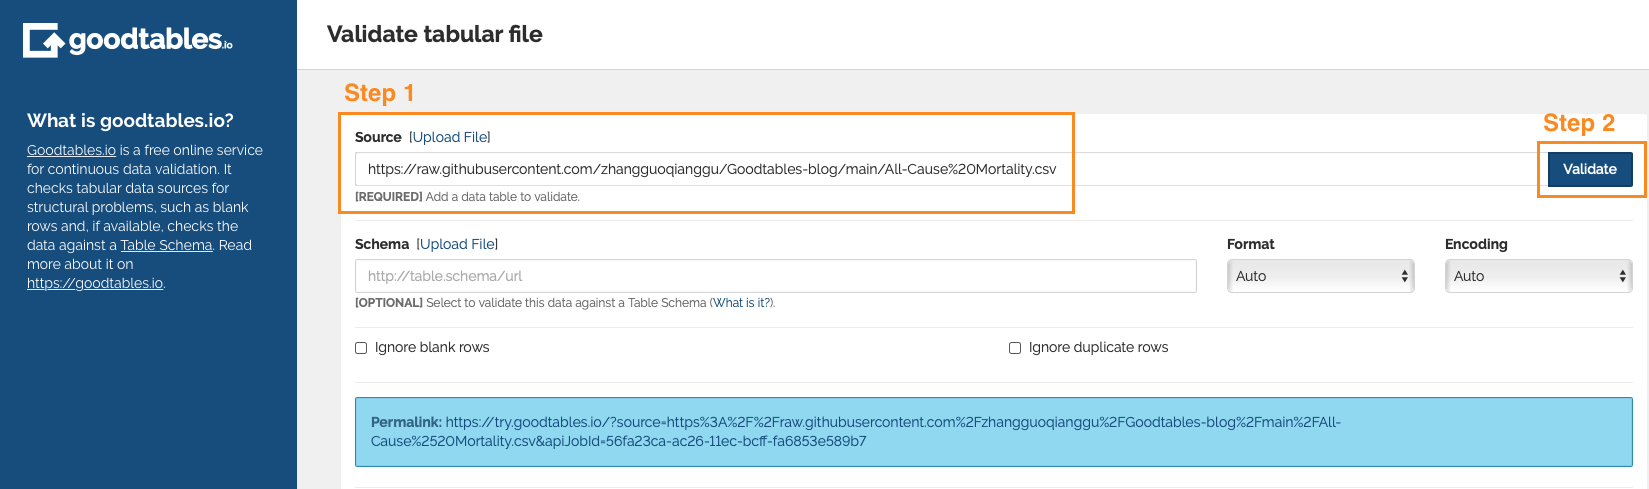 goodtables.io
Validate tabular file
Step 1
What is goodtables.io?
Goodtables.io is a free online service
for continuous data validation. It
checks tabular data sources for
structural problems, such as blank
rows and, if available, checks the
data against a Table Schema. Read
more about it on
https://goodtables.io.
Source [Upload File]
https://raw.githubusercontent.com/zhangguoqianggu/Goodtables-blog/main/All-Cause%20Mortality.csv
[REQUIRED] Add a data table to validate.
Step 2
Validate
Schema [Upload File]
http://table.schema/url
[OPTIONAL] Select to validate this data against a Table Schema (What is it?).
Format
Auto
Encoding
Auto
Ignore blank rows
Ignore duplicate rows
Permalink: https://try.goodtables.io/?source=https%3A%2F%2Fraw.githubusercontent.com%2Fzhangguoqianggu%2FGoodtables-blog%2Fmain%2FAll-
Cause%2520Mortality.csv&apiJobId=56fa23ca-ac26-11ec-bcff-fa6853e589b7